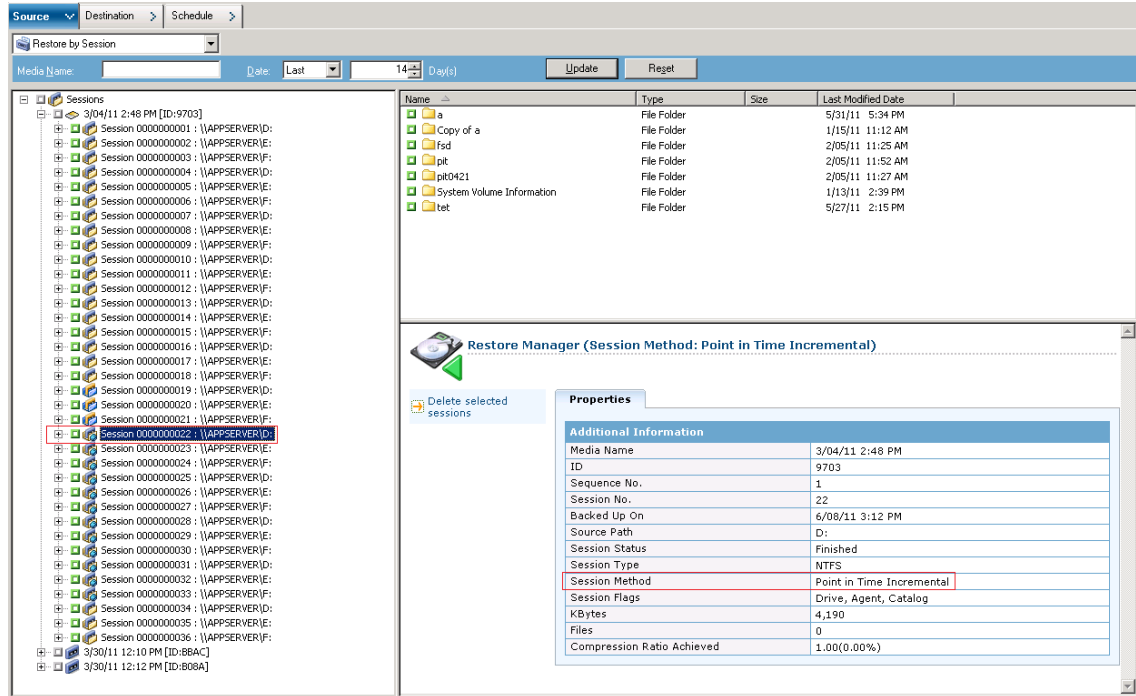 Source Destination Schedule
Restore by Session
Media Name: Date: Last 14 Day(s) Update Reset
Sessions
3/04/11 2:48 PM [ID:9703]
Session 0000000001 : \\APPSERVER\D:
Session 0000000002 : \\APPSERVER\E:
Session 0000000003 : \\APPSERVER\F:
Session 0000000004 : \\APPSERVER\D:
Session 0000000005 : \\APPSERVER\E:
Session 0000000006 : \\APPSERVER\F:
Session 0000000007 : \\APPSERVER\D:
Session 0000000008 : \\APPSERVER\E:
Session 0000000009 : \\APPSERVER\F:
Session 0000000010 : \\APPSERVER\D:
Session 0000000011 : \\APPSERVER\E:
Session 0000000012 : \\APPSERVER\F:
Session 0000000013 : \\APPSERVER\D:
Session 0000000014 : \\APPSERVER\E:
Session 0000000015 : \\APPSERVER\F:
Session 0000000016 : \\APPSERVER\D:
Session 0000000017 : \\APPSERVER\E:
Session 0000000018 : \\APPSERVER\F:
Session 0000000019 : \\APPSERVER\D:
Session 0000000020 : \\APPSERVER\E:
Session 0000000021 : \\APPSERVER\F:
Session 0000000022 : \\APPSERVER\D:
Session 0000000023 : \\APPSERVER\E:
Session 0000000024 : \\APPSERVER\F:
Session 0000000025 : \\APPSERVER\D:
Session 0000000026 : \\APPSERVER\E:
Session 0000000027 : \\APPSERVER\F:
Session 0000000028 : \\APPSERVER\D:
Session 0000000029 : \\APPSERVER\E:
Session 0000000030 : \\APPSERVER\F:
Session 0000000031 : \\APPSERVER\D:
Session 0000000032 : \\APPSERVER\E:
Session 0000000033 : \\APPSERVER\F:
Session 0000000034 : \\APPSERVER\D:
Session 0000000035 : \\APPSERVER\E:
Session 0000000036 : \\APPSERVER\F:
3/30/11 12:10 PM [ID:BBAC]
3/30/11 12:12 PM [ID:B08A]
Name Type Size Last Modified Date
a File Folder 5/31/11 5:34 PM
Copy of a File Folder 1/15/11 11:12 AM
fsd File Folder 2/05/11 11:25 AM
pit File Folder 2/05/11 11:52 AM
pit0421 File Folder 2/05/11 11:27 AM
System Volume Information File Folder 1/13/11 2:39 PM
tet File Folder 5/27/11 2:15 PM
Restore Manager (Session Method: Point in Time Incremental)
Delete selected
sessions
Properties
Additional Information
Media Name 3/04/11 2:48 PM
ID 9703
Sequence No. 1
Session No. 22
Backed Up On 6/08/11 3:12 PM
Source Path D:
Session Status Finished
Session Type NTFS
Session Method Point in Time Incremental
Session Flags Drive, Agent, Catalog
KBytes 4,190
Files 0
Compression Ratio Achieved 1.00(0.00%)